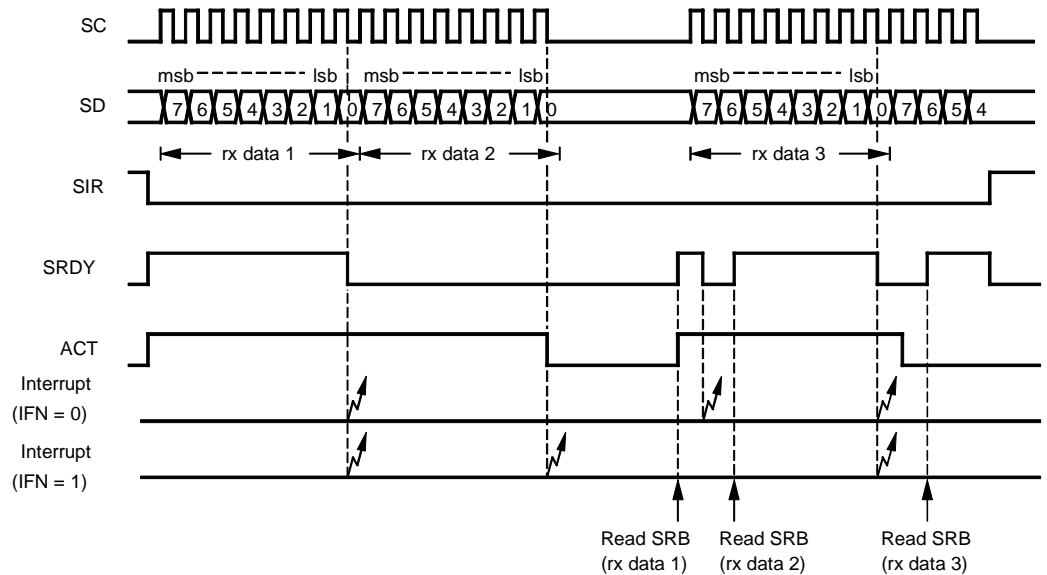 SC
msb lsb msb lsb msb lsb
SD 7 6 5 4 3 2 1 0 7 6 5 4 3 2 1 0 7 6 5 4 3 2 1 0 7 6 5 4
rx data 1 rx data 2 rx data 3
SIR
SRDY
ACT
Interrupt
(IFN = 0)
Interrupt
(IFN = 1)
Read SRB
(rx data 1)
Read SRB
(rx data 2)
Read SRB
(rx data 3)